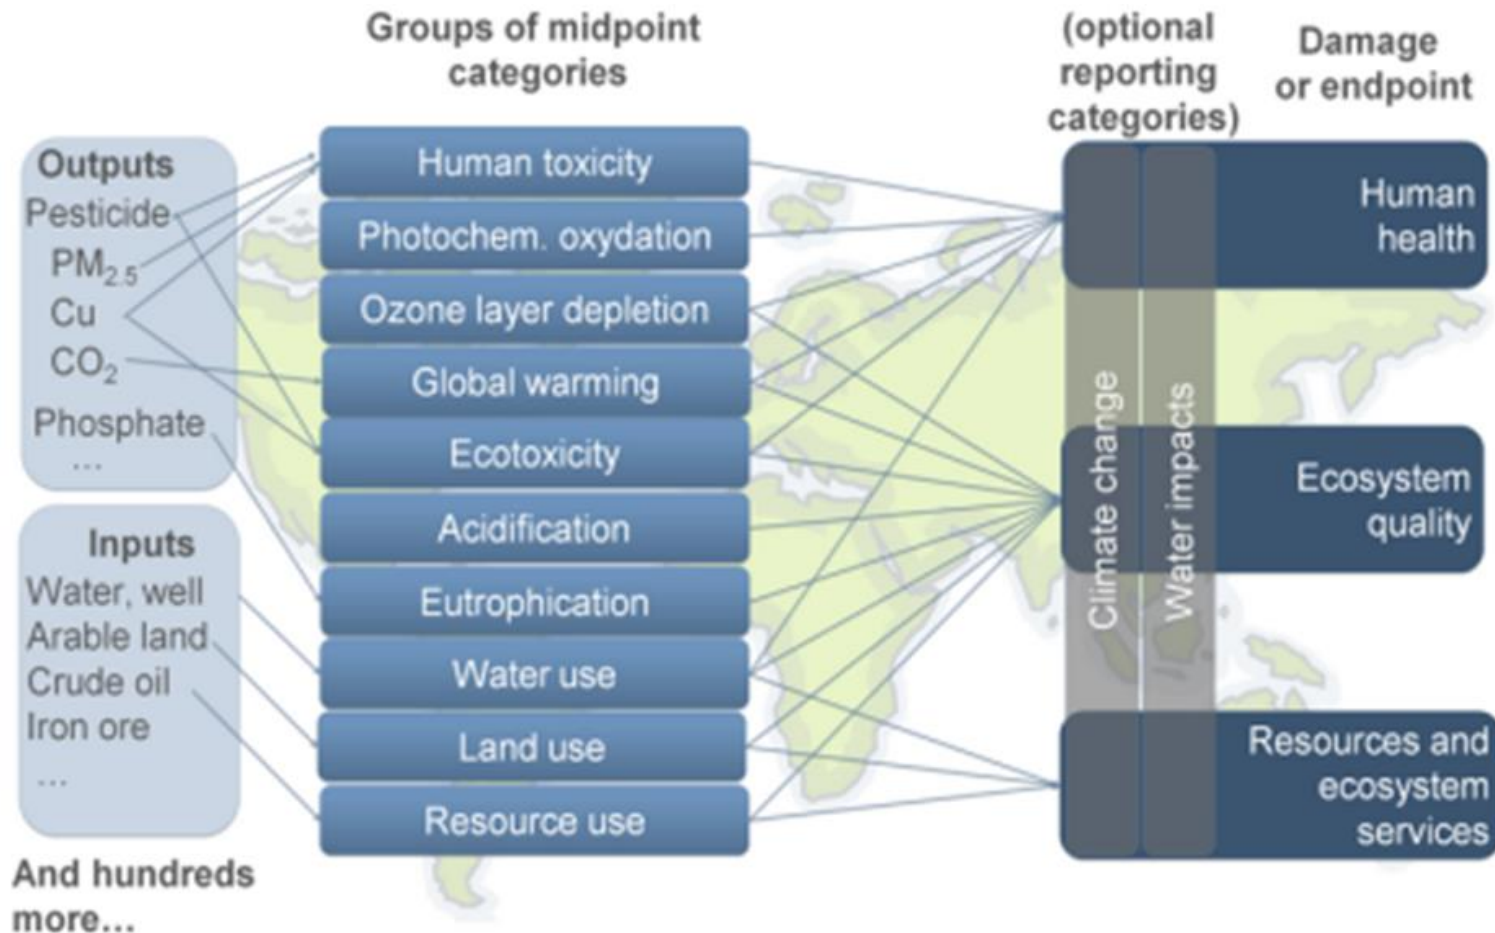 Groups of midpoint
categories
(optional
reporting
categories)
Damage
or endpoint
Outputs
Pesticide
PM2.5
Cu
CO2
Phosphate
...
Inputs
Water, well
Arable land
Crude oil
Iron ore
...
And hundreds
more...
Human toxicity
Photochem. oxydation
Ozone layer depletion
Global warming
Ecotoxicity
Acidification
Eutrophication
Water use
Land use
Resource use
Climate change
Water impacts
Human
health
Ecosystem
quality
Resources and
ecosystem
services